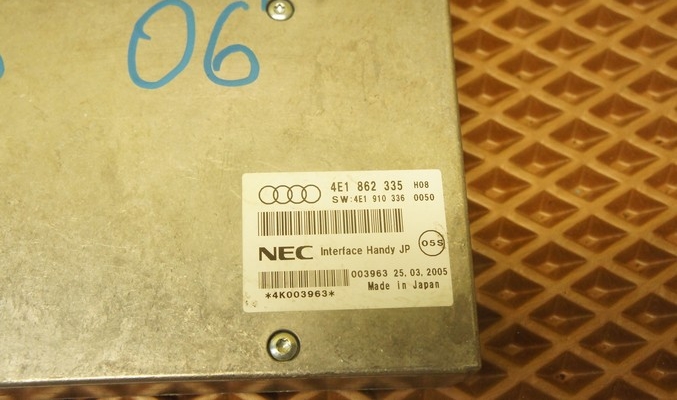 06
4E1 862 335 H08
SW:4E1 910 336 0050
NEC Interface Handy JP 05S
003963 25.03.2005
Made in Japan
*4K003963*